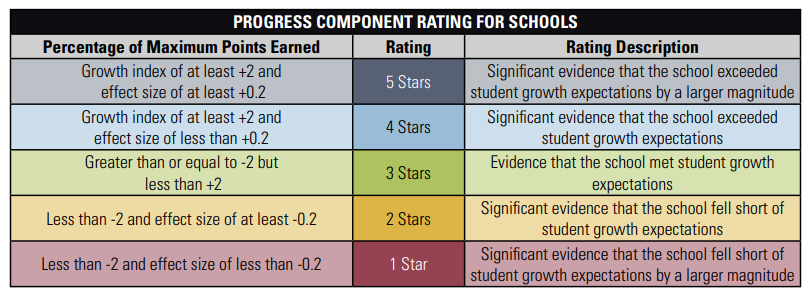 PROGRESS COMPONENT RATING FOR SCHOOLS
Percentage of Maximum Points Earned Rating Rating Description
Growth index of at least +2 and
effect size of at least +0.2
5 Stars
Significant evidence that the school exceeded
student growth expectations by a larger magnitude
Growth index of at least +2 and
effect size of less than +0.2
4 Stars
Significant evidence that the school exceeded
student growth expectations
Greater than or equal to -2 but
less than +2
3 Stars
Evidence that the school met student growth
expectations
Less than -2 and effect size of at least -0.2
2 Stars
Significant evidence that the school fell short of
student growth expectations
Less than -2 and effect size of less than -0.2
1 Star
Significant evidence that the school fell short of
student growth expectations by a larger magnitude